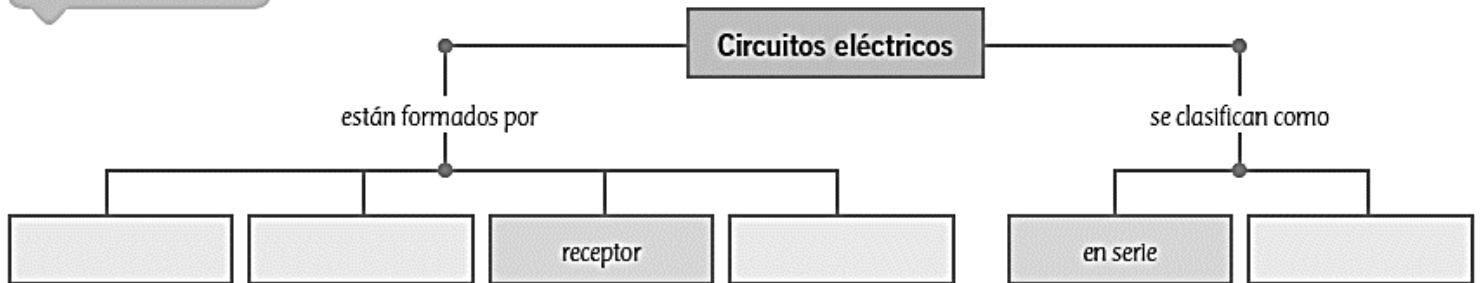 Circuitos eléctricos
están formados por
se clasifican como
receptor
en serie